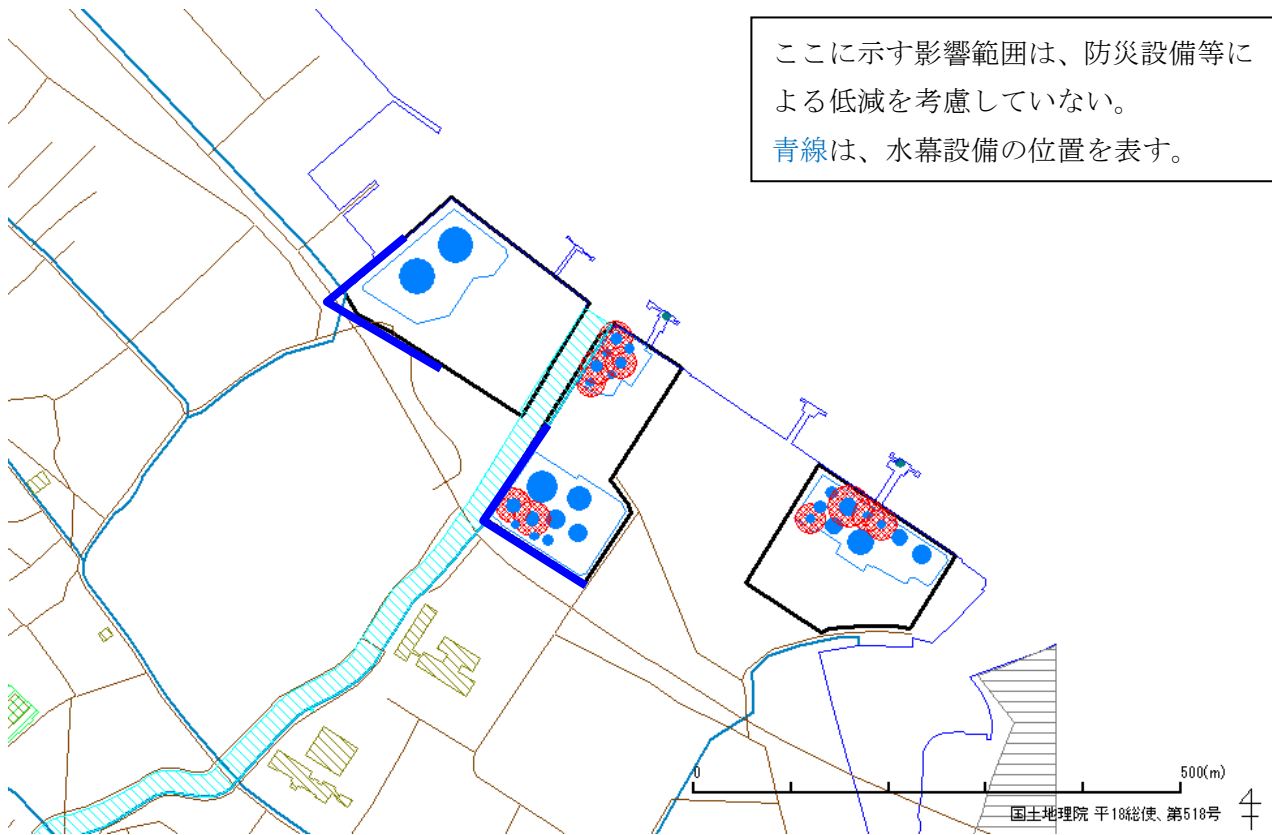 ここに示す影響範囲は、防災設備等に
よる低減を考慮していない。
青線は、水幕設備の位置を表す。
0 500(m)
国土地理院 平18総使、第518号